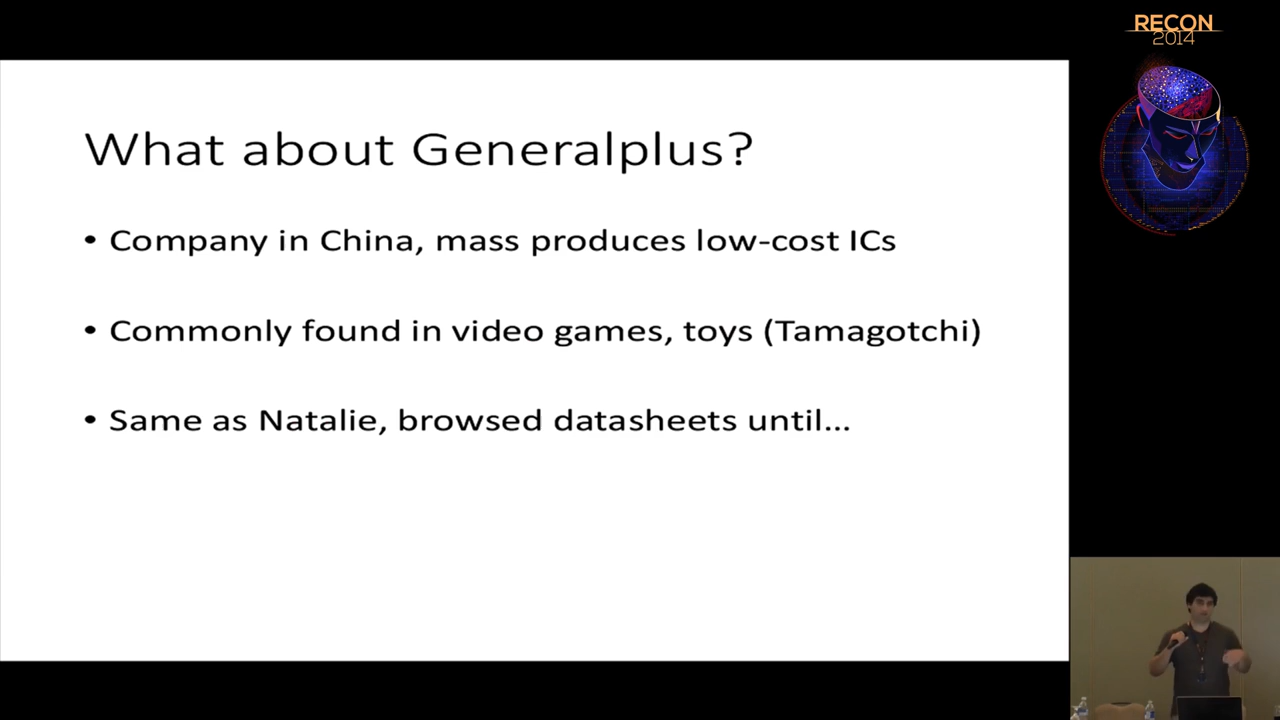 RECON
2014
What about Generalplus?
• Company in China, mass produces low-cost ICs
• Commonly found in video games, toys (Tamagotchi)
• Same as Natalie, browsed datasheets until...